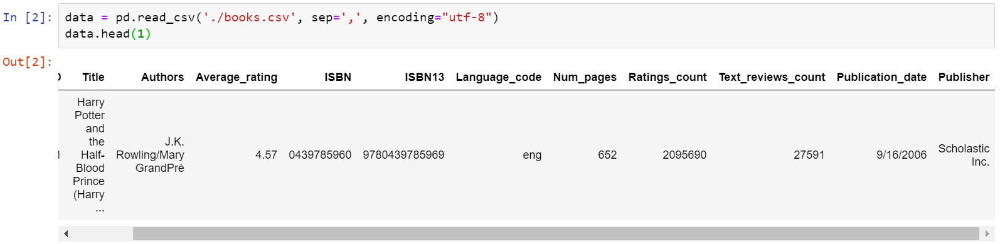 In [2]: data = pd.read_csv('./books.csv', sep=',', encoding="utf-8")
data.head(1)
Out[2]:
Title Authors Average_rating ISBN ISBN13 Language_code Num_pages Ratings_count Text_reviews_count Publication_date Publisher
Harry
Potter
and
the
Half-
Blood
Prince
(Harry
...
J.K.
Rowling/Mary
GrandPré
4.57 0439785960 9780439785969 eng 652 2095690 27591 9/16/2006
Scholastic
Inc.